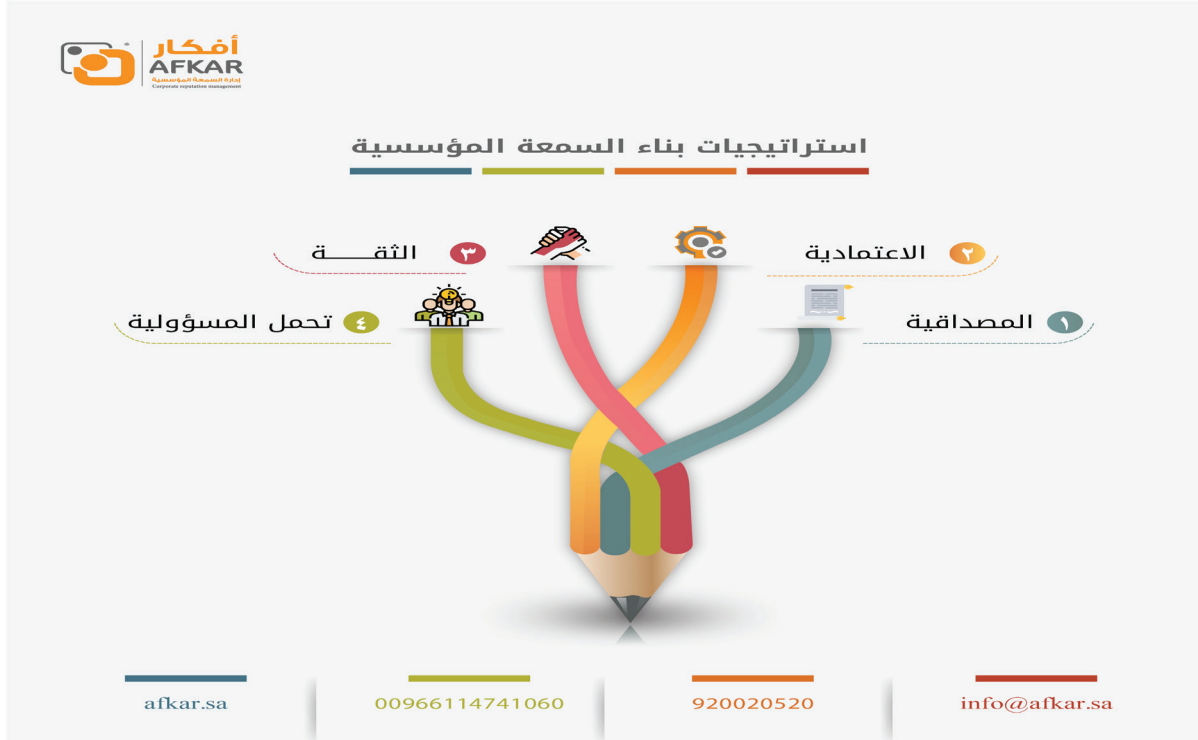 أفكار
AFKAR
إدارة السمعة المؤسسية
Corporate reputation management
استراتيجيات بناء السمعة المؤسسية
١ المصداقية
٢ الاعتمادية
٣ الثقـــــة
٤ تحمل المسؤولية
info@afkar.sa
920020520
00966114741060
afkar.sa